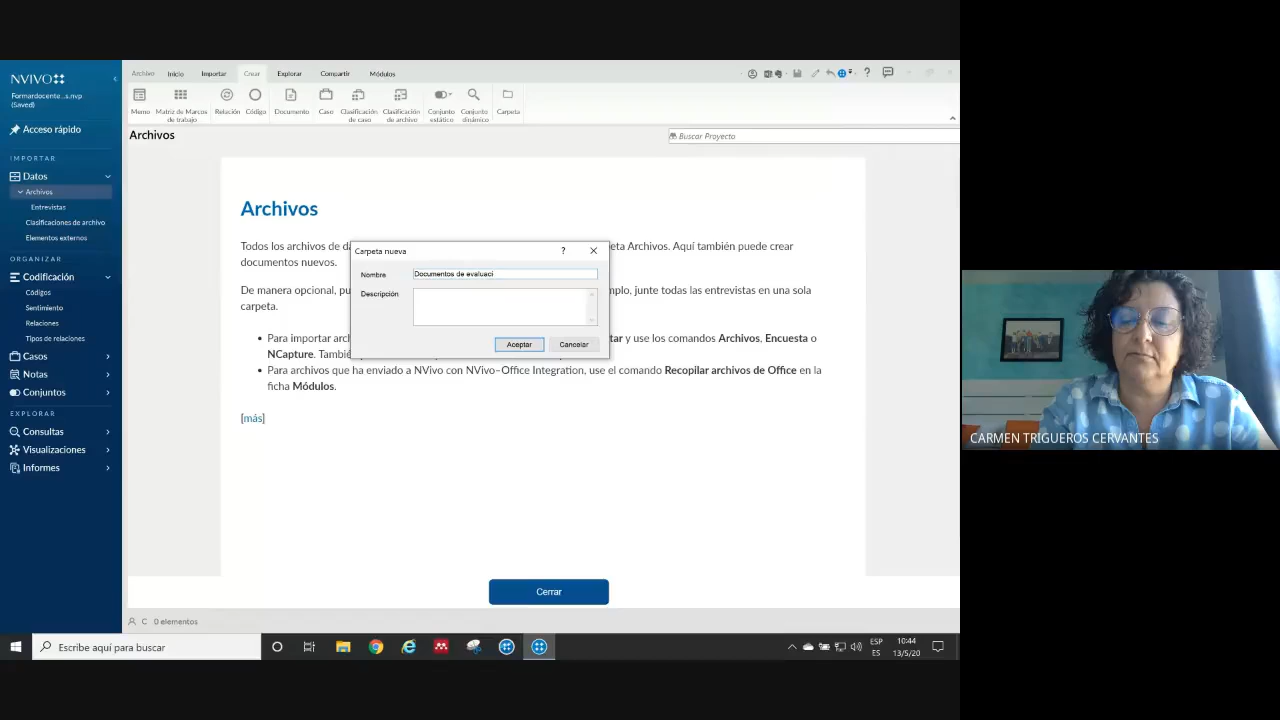 NVIVO
Formardocente...s.nvp
(Saved)
Acceso rápido
IMPORTAR
Datos
Archivos
Entrevistas
Clasificaciones de archivo
Elementos externos
ORGANIZAR
Codificación
Códigos
Sentimiento
Relaciones
Tipos de relaciones
Casos
Notas
Conjuntos
EXPLORAR
Consultas
Visualizaciones
Informes
Archivo Inicio Importar Crear Explorar Compartir Módulos
Memo Matriz de Marcos Relación Código Documento Caso Clasificación Clasificación Conjunto Conjunto Carpeta
de trabajo de caso de archivo estático dinámico
Archivos
Buscar Proyecto
Archivos
Todos los archivos de da eta Archivos. Aquí también puede crear
documentos nuevos.
De manera opcional, pu mplo, junte todas las entrevistas en una sola
carpeta.
Para importar arch tar y use los comandos Archivos, Encuesta o
NCapture. También
Para archivos que ha enviado a NVivo con NVivo–Office Integration, use el comando Recopilar archivos de Office en la
ficha Módulos.
[más]
Carpeta nueva
Nombre Documentos de evaluaci
Descripción
Aceptar Cancelar
Cerrar
C 0 elementos
Escribe aquí para buscar
ESP
ES
10:44
13/5/20
CARMEN TRIGUEROS CERVANTES